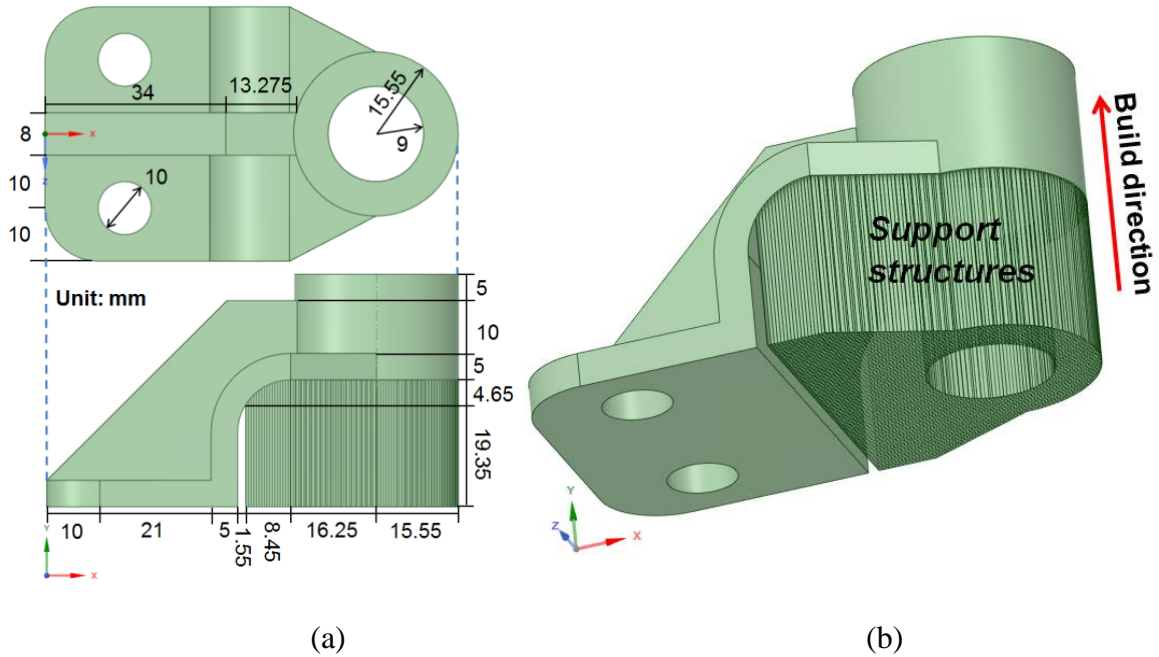 34
13.275
15.55
9
8
x
z
10
10
10
Unit: mm
5
10
5
4.65
19.35
10
21
5
1.55
8.45
16.25
15.55
Y
x
Build direction
Support
structures
Y
Z
X
(a)
(b)